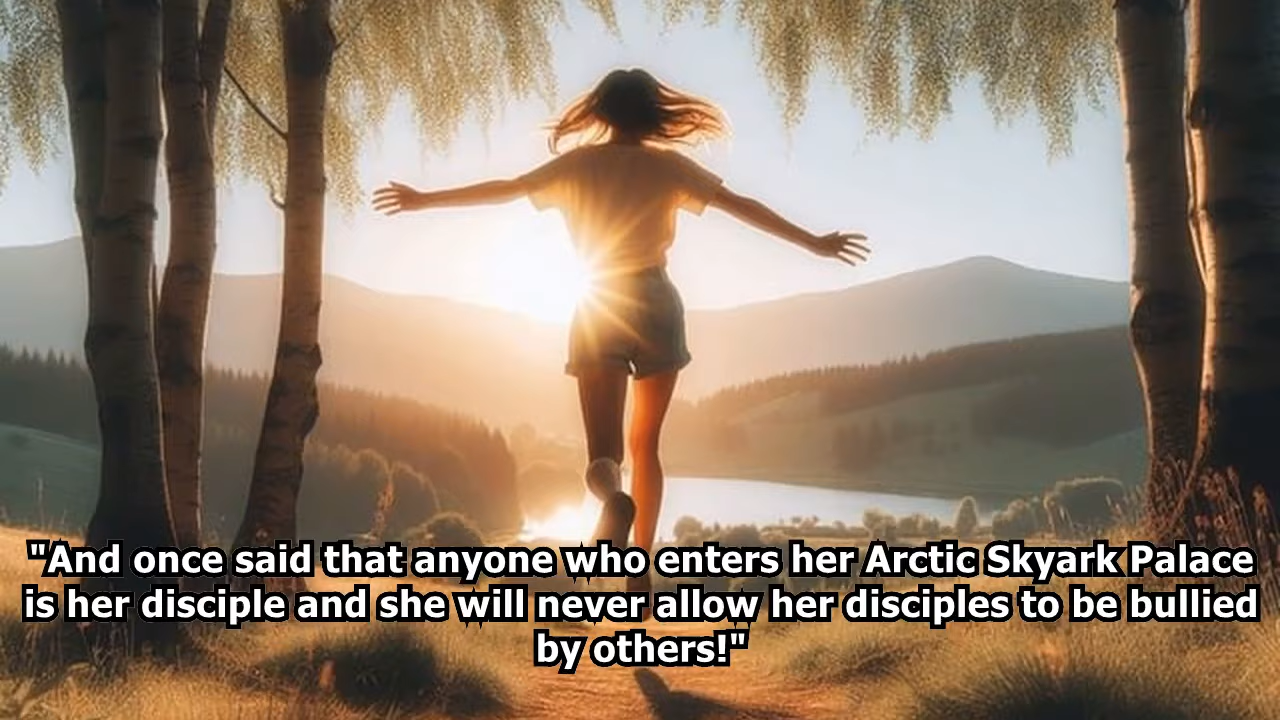 "And once said that anyone who enters her Arctic Skyark Palace
is her disciple and she will never allow her disciples to be bullied
by others!"